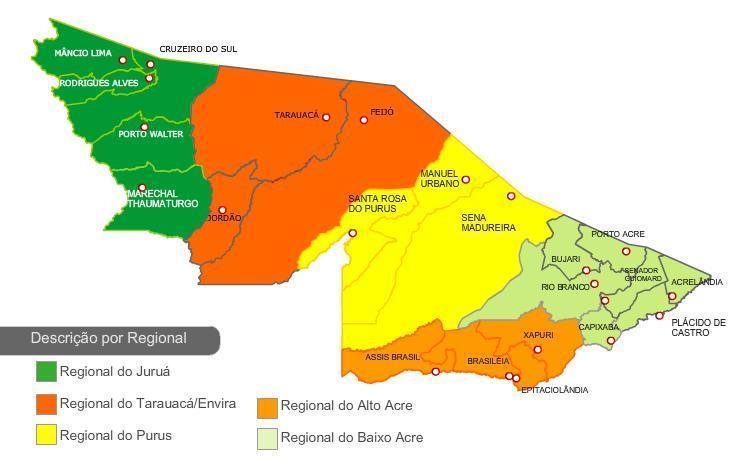 CRUZEIRO DO SUL
MÂNCIO LIMA
RODRIGUES ALVES
TARAUACÁ
FEIJÓ
PORTO WALTER
MANUEL
URBANO
MARECHAL
THAUMATURGO
SANTA ROSA
DO PURUS
JORDÃO
SENA
MADUREIRA
PORTO ACRE
BUJARI
SENADOR
GUIOMARD
ACRELÂNDIA
RIO BRANCO
PLÁCIDO DE
CASTRO
CAPIXABA
XAPURI
ASSIS BRASIL
BRASILÉIA
EPITACIOLÂNDIA
Descrição por Regional
Regional do Juruá
Regional do Tarauacá/Envira
Regional do Purus
Regional do Alto Acre
Regional do Baixo Acre